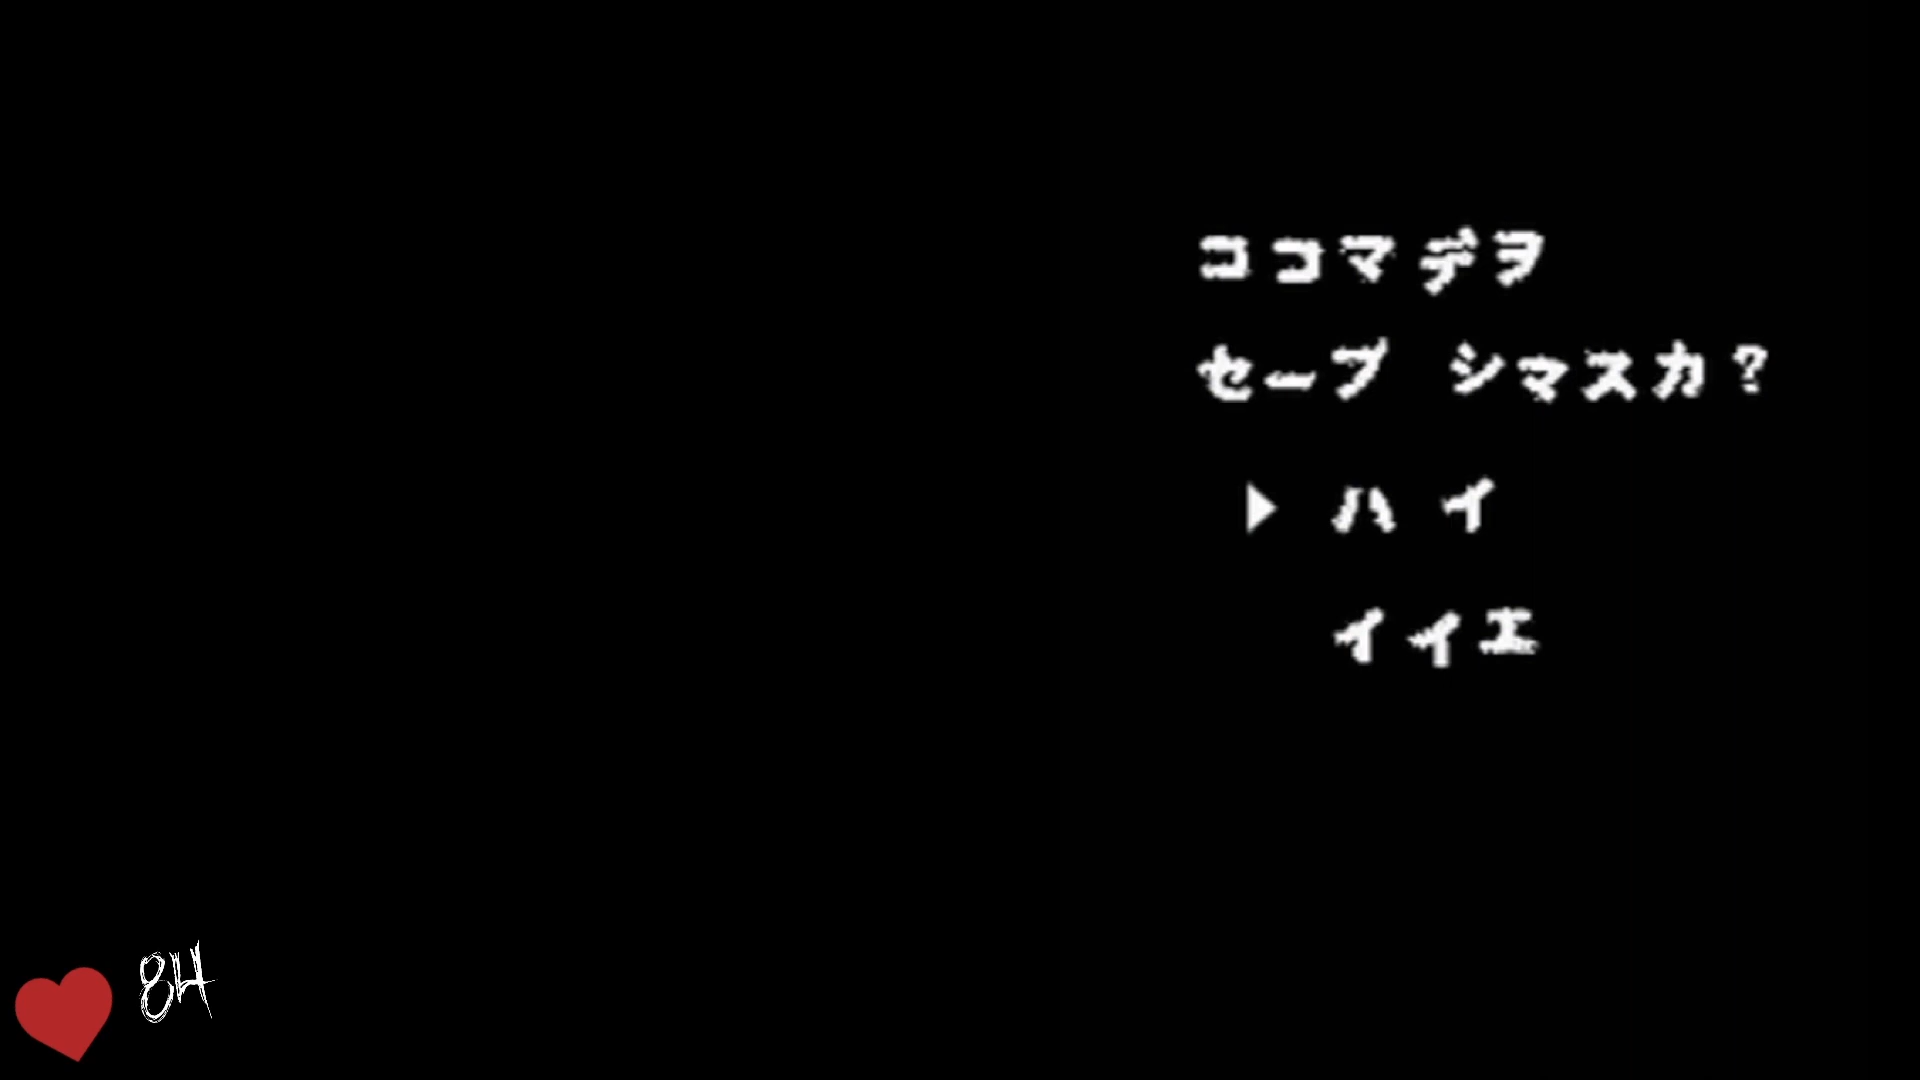 ココマデヲ
セーブ シマスカ?
▶ ハイ
イイエ
84